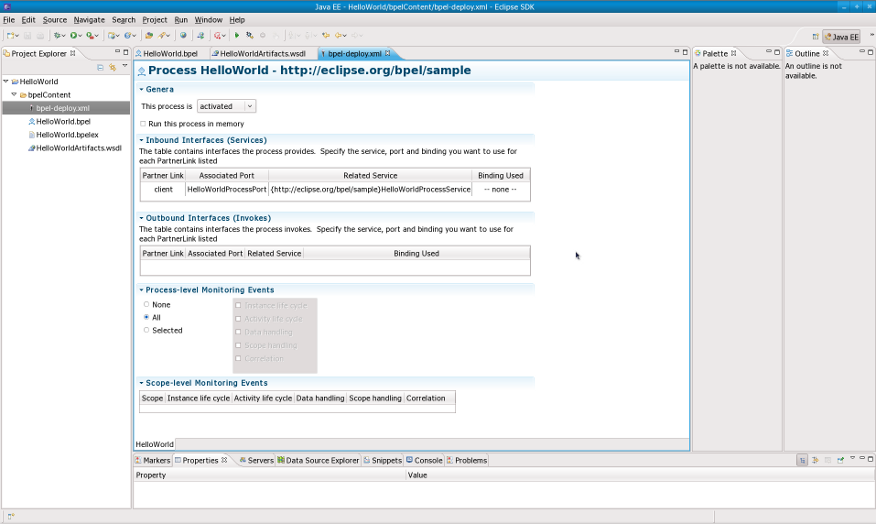 Java EE - HelloWorld/bpelContent/bpel-deploy.xml - Eclipse SDK
File Edit Source Navigate Search Project Run Window Help
Java EE
Project Explorer
HelloWorld
bpelContent
bpel-deploy.xml
HelloWorld.bpel
HelloWorld.bpelex
HelloWorldArtifacts.wsdl
HelloWorld.bpel HelloWorldArtifacts.wsdl bpel-deploy.xml
Process HelloWorld - http://eclipse.org/bpel/sample
Genera
This process is activated
Run this process in memory
Inbound Interfaces (Services)
The table contains interfaces the process provides. Specify the service, port and binding you want to use for
each PartnerLink listed
Partner Link Associated Port Related Service Binding Used
client HelloWorldProcessPort {http://eclipse.org/bpel/sample}HelloWorldProcessService -- none --
Outbound Interfaces (Invokes)
The table contains interfaces the process invokes. Specify the service, port and binding you want to use for
each PartnerLink listed
Partner Link Associated Port Related Service Binding Used
Process-level Monitoring Events
None
All
Selected
Instance life cycle
Activity life cycle
Data handling
Scope handling
Correlation
Scope-level Monitoring Events
Scope Instance life cycle Activity life cycle Data handling Scope handling Correlation
HelloWorld
Palette
A palette is not available.
Outline
An outline is not
available.
Markers Properties Servers Data Source Explorer Snippets Console Problems
Property Value